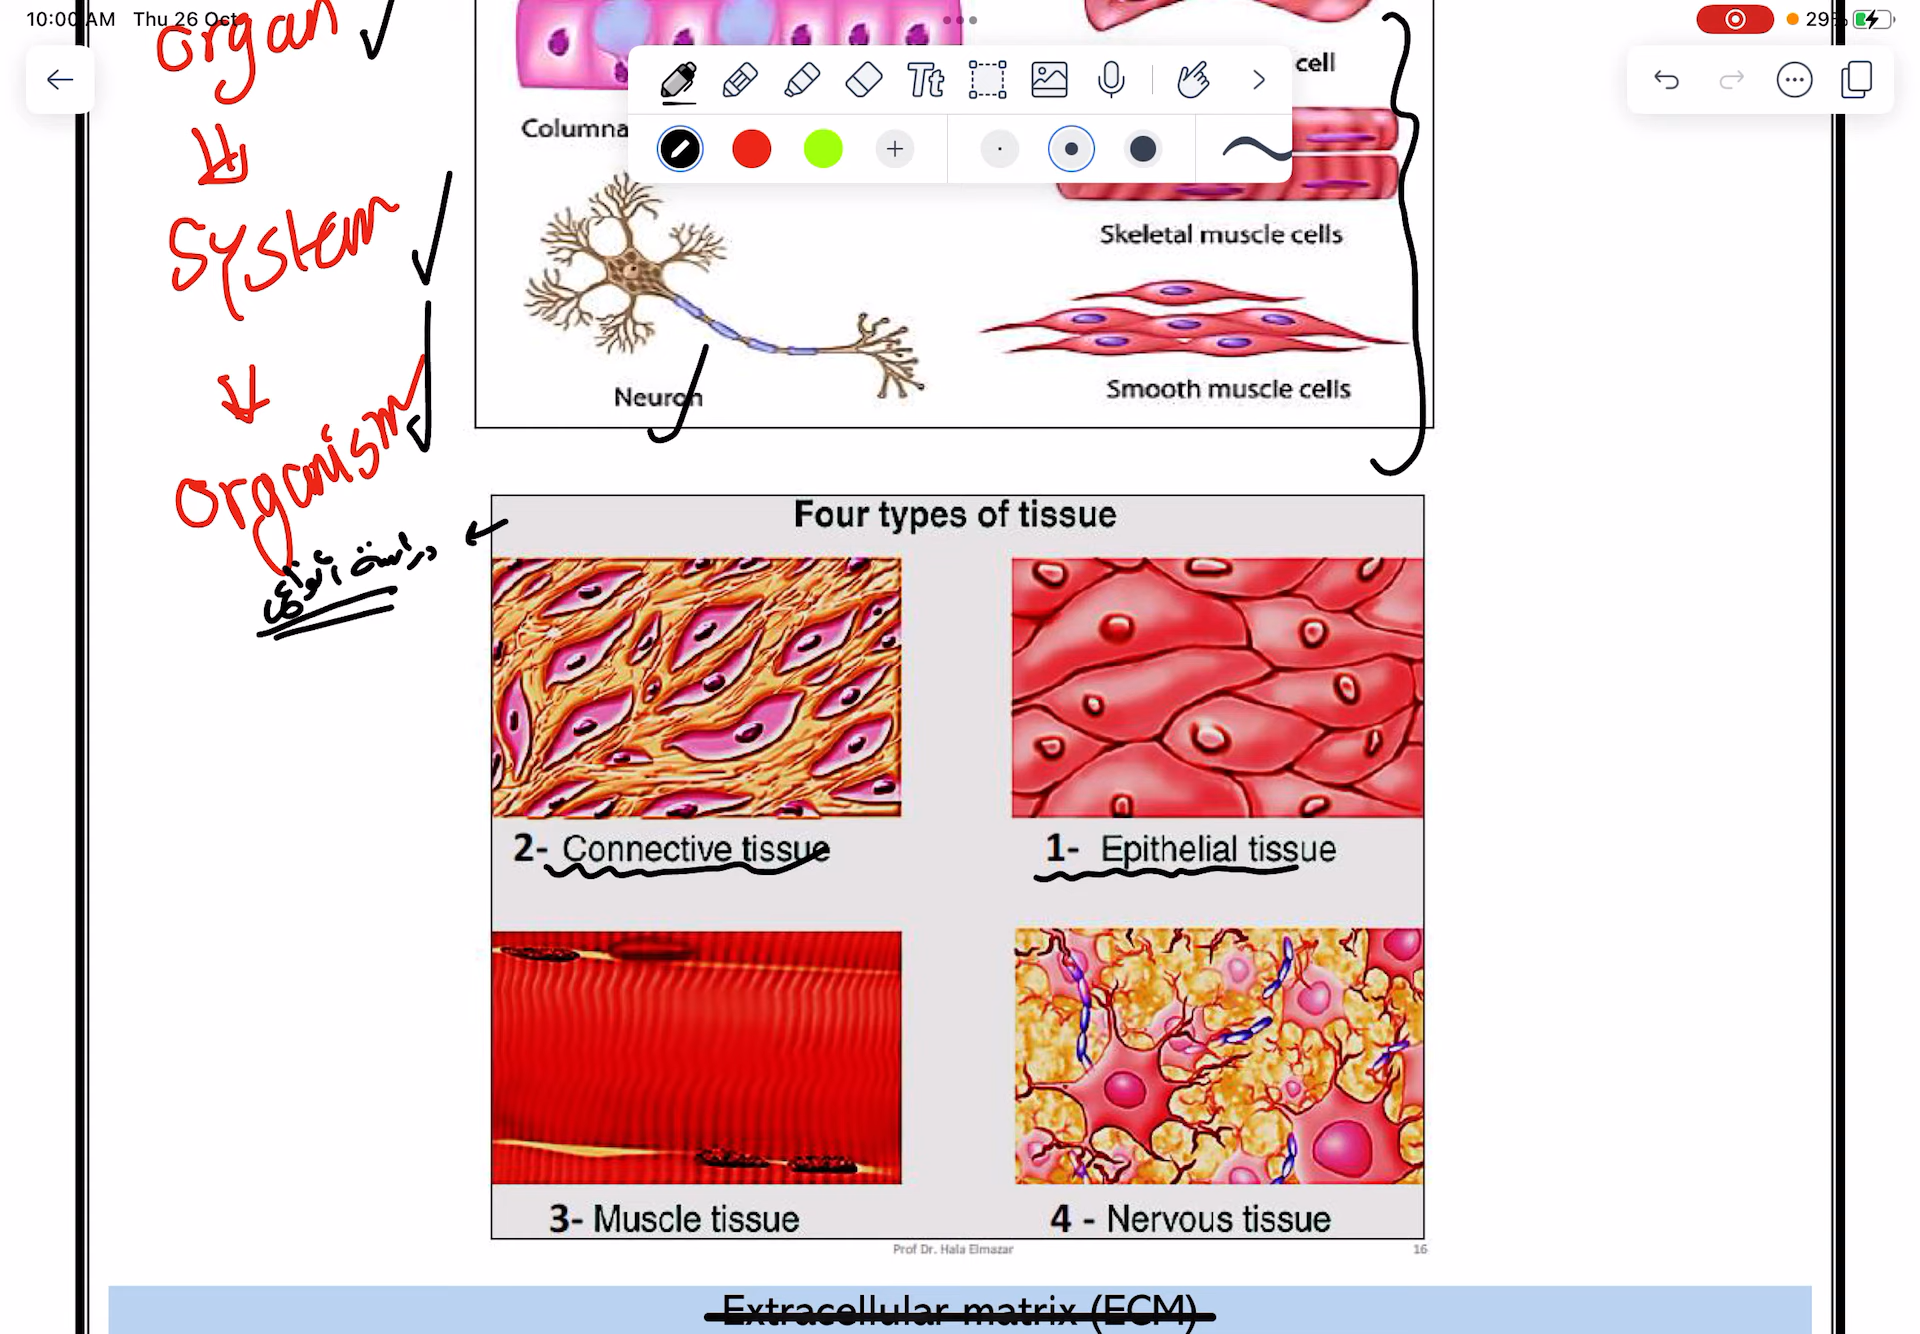 10:00 AM Thu 26 Oct
29%
organ
cell
Columna
Tt
System
Skeletal muscle cells
Neuron
Smooth muscle cells
organism
Four types of tissue
دراسة أنواع
2- Connective tissue
1- Epithelial tissue
3- Muscle tissue
4 - Nervous tissue
Prof Dr. Hala Elmazar
16
Extracellular matrix (ECM)